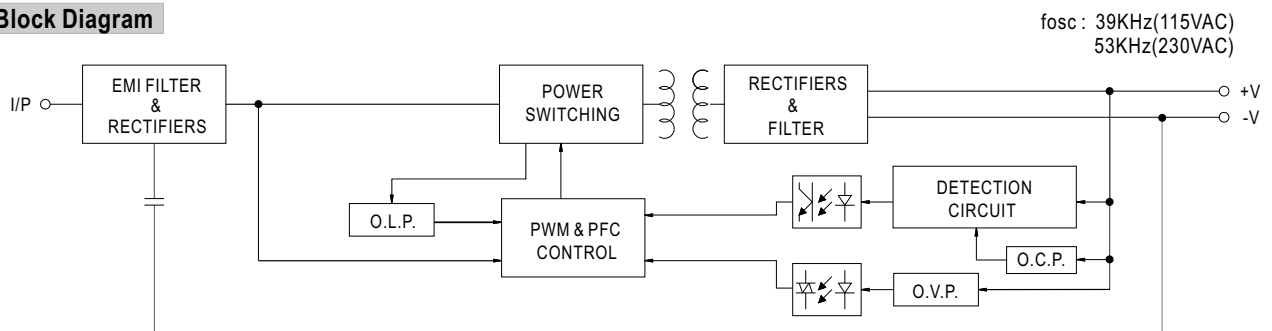 Block Diagram
fosc : 39KHz(115VAC)
53KHz(230VAC)
I/P
EMI FILTER
&
RECTIFIERS
POWER
SWITCHING
RECTIFIERS
&
FILTER
+V
-V
O.L.P.
PWM & PFC
CONTROL
DETECTION
CIRCUIT
O.C.P.
O.V.P.